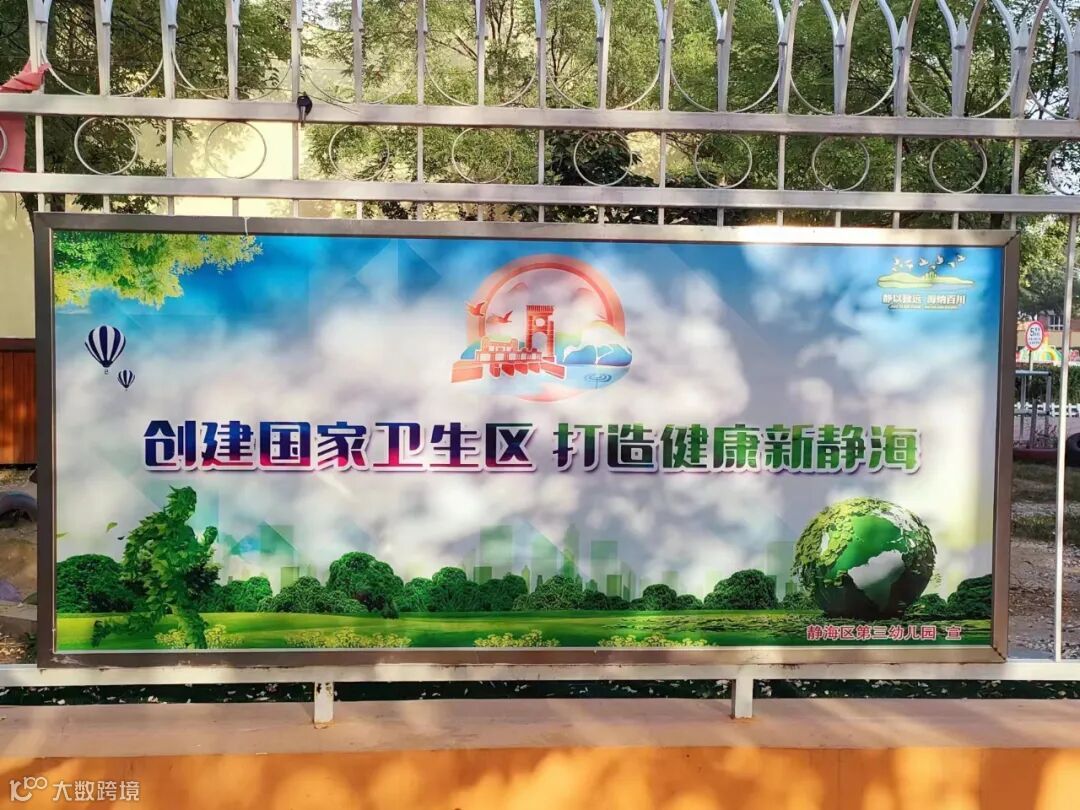 静以致远 海纳百川
创建国家卫生区 打造健康新静海
静海区第三幼儿园 宣
大数跨境